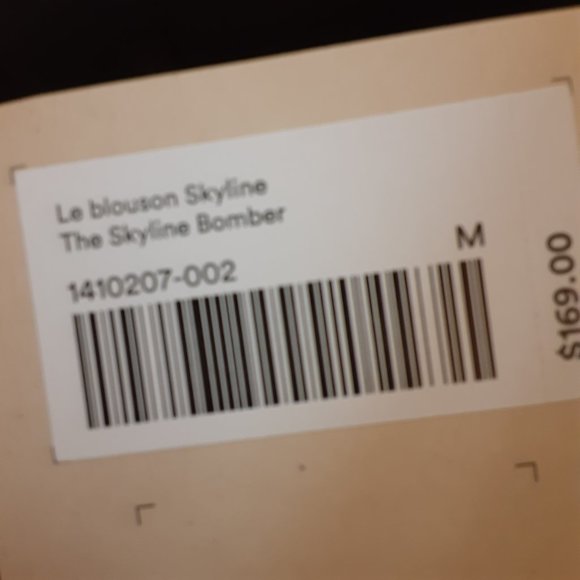 Le blouson Skyline
The Skyline Bomber
1410207-002
M
$169.00